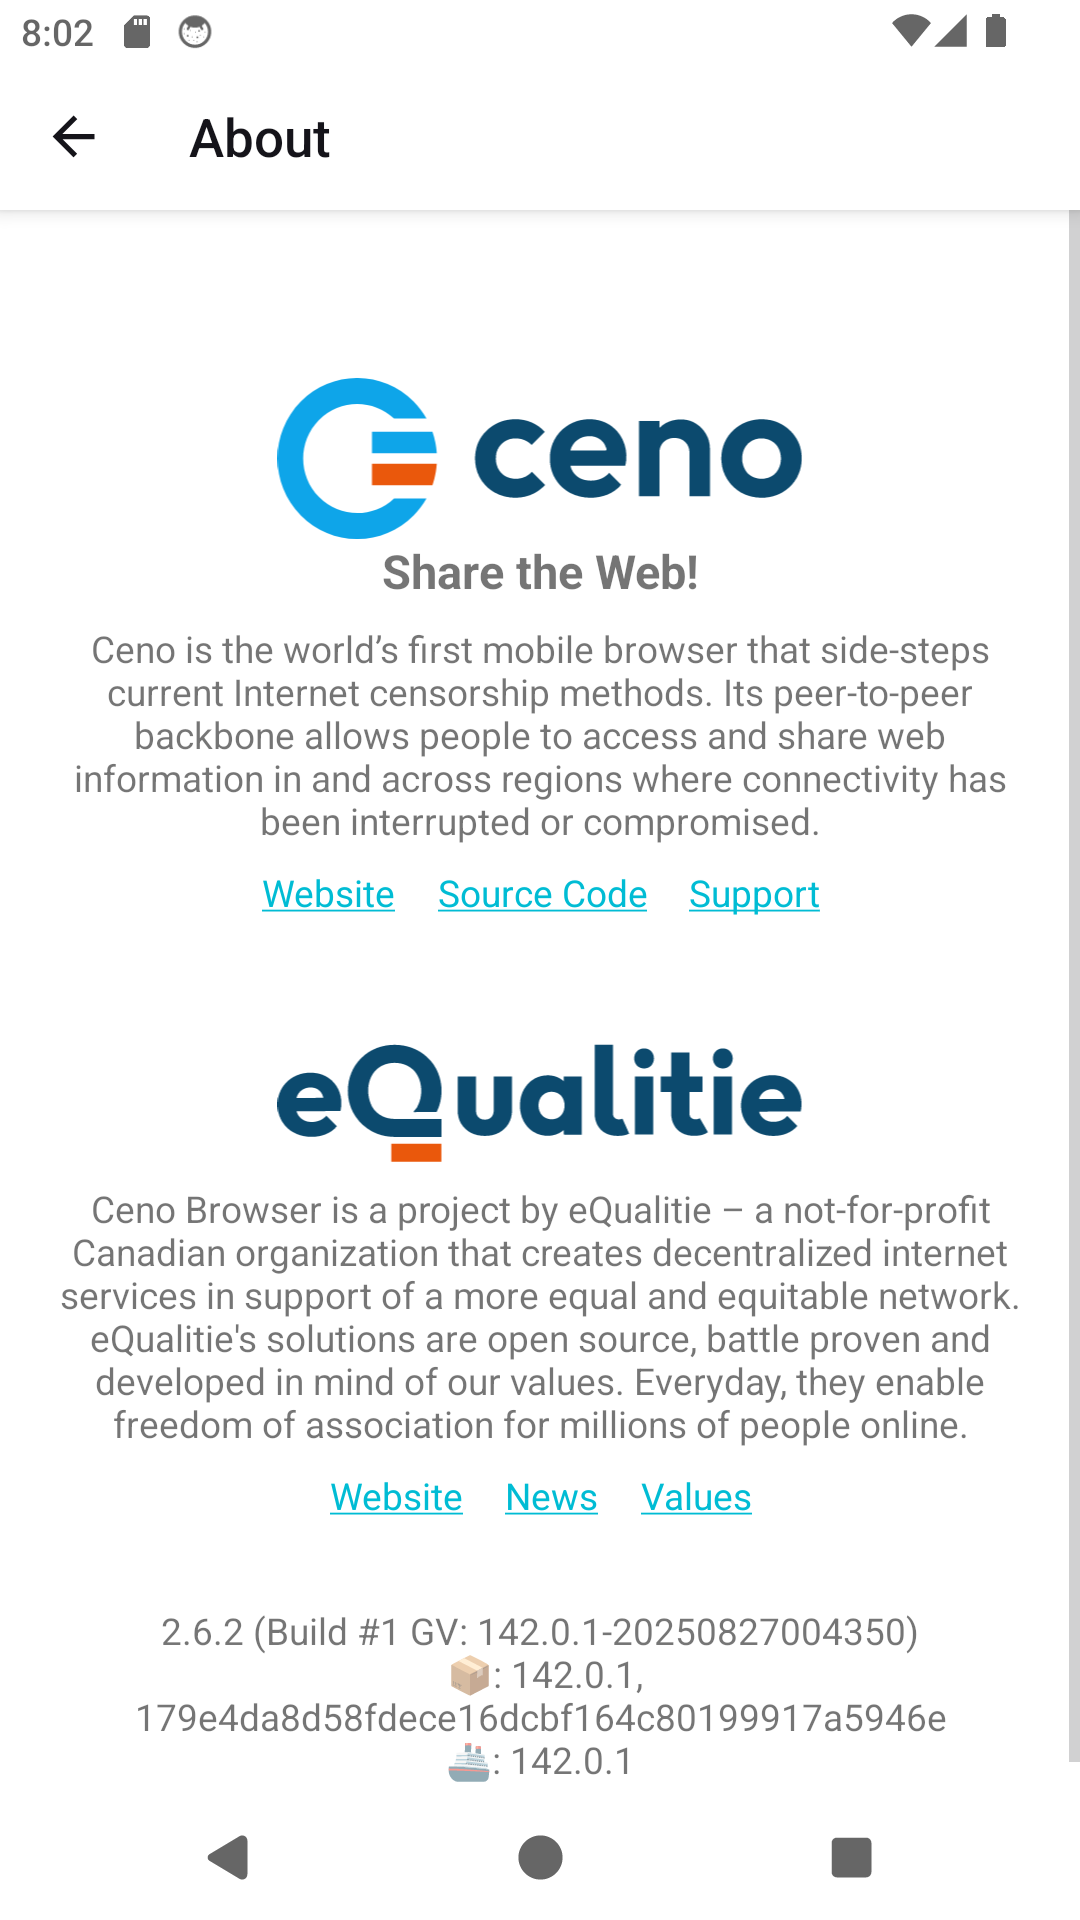 8:02
About
ceno
Share the Web!
Ceno is the world’s first mobile browser that side-steps
current Internet censorship methods. Its peer-to-peer
backbone allows people to access and share web
information in and across regions where connectivity has
been interrupted or compromised.
Website Source Code Support
eQualitie
Ceno Browser is a project by eQualitie – a not-for-profit
Canadian organization that creates decentralized internet
services in support of a more equal and equitable network.
eQualitie's solutions are open source, battle proven and
developed in mind of our values. Everyday, they enable
freedom of association for millions of people online.
Website News Values
2.6.2 (Build #1 GV: 142.0.1-20250827004350)
📦: 142.0.1,
179e4da8d58fdece16dcbf164c80199917a5946e
🚢: 142.0.1